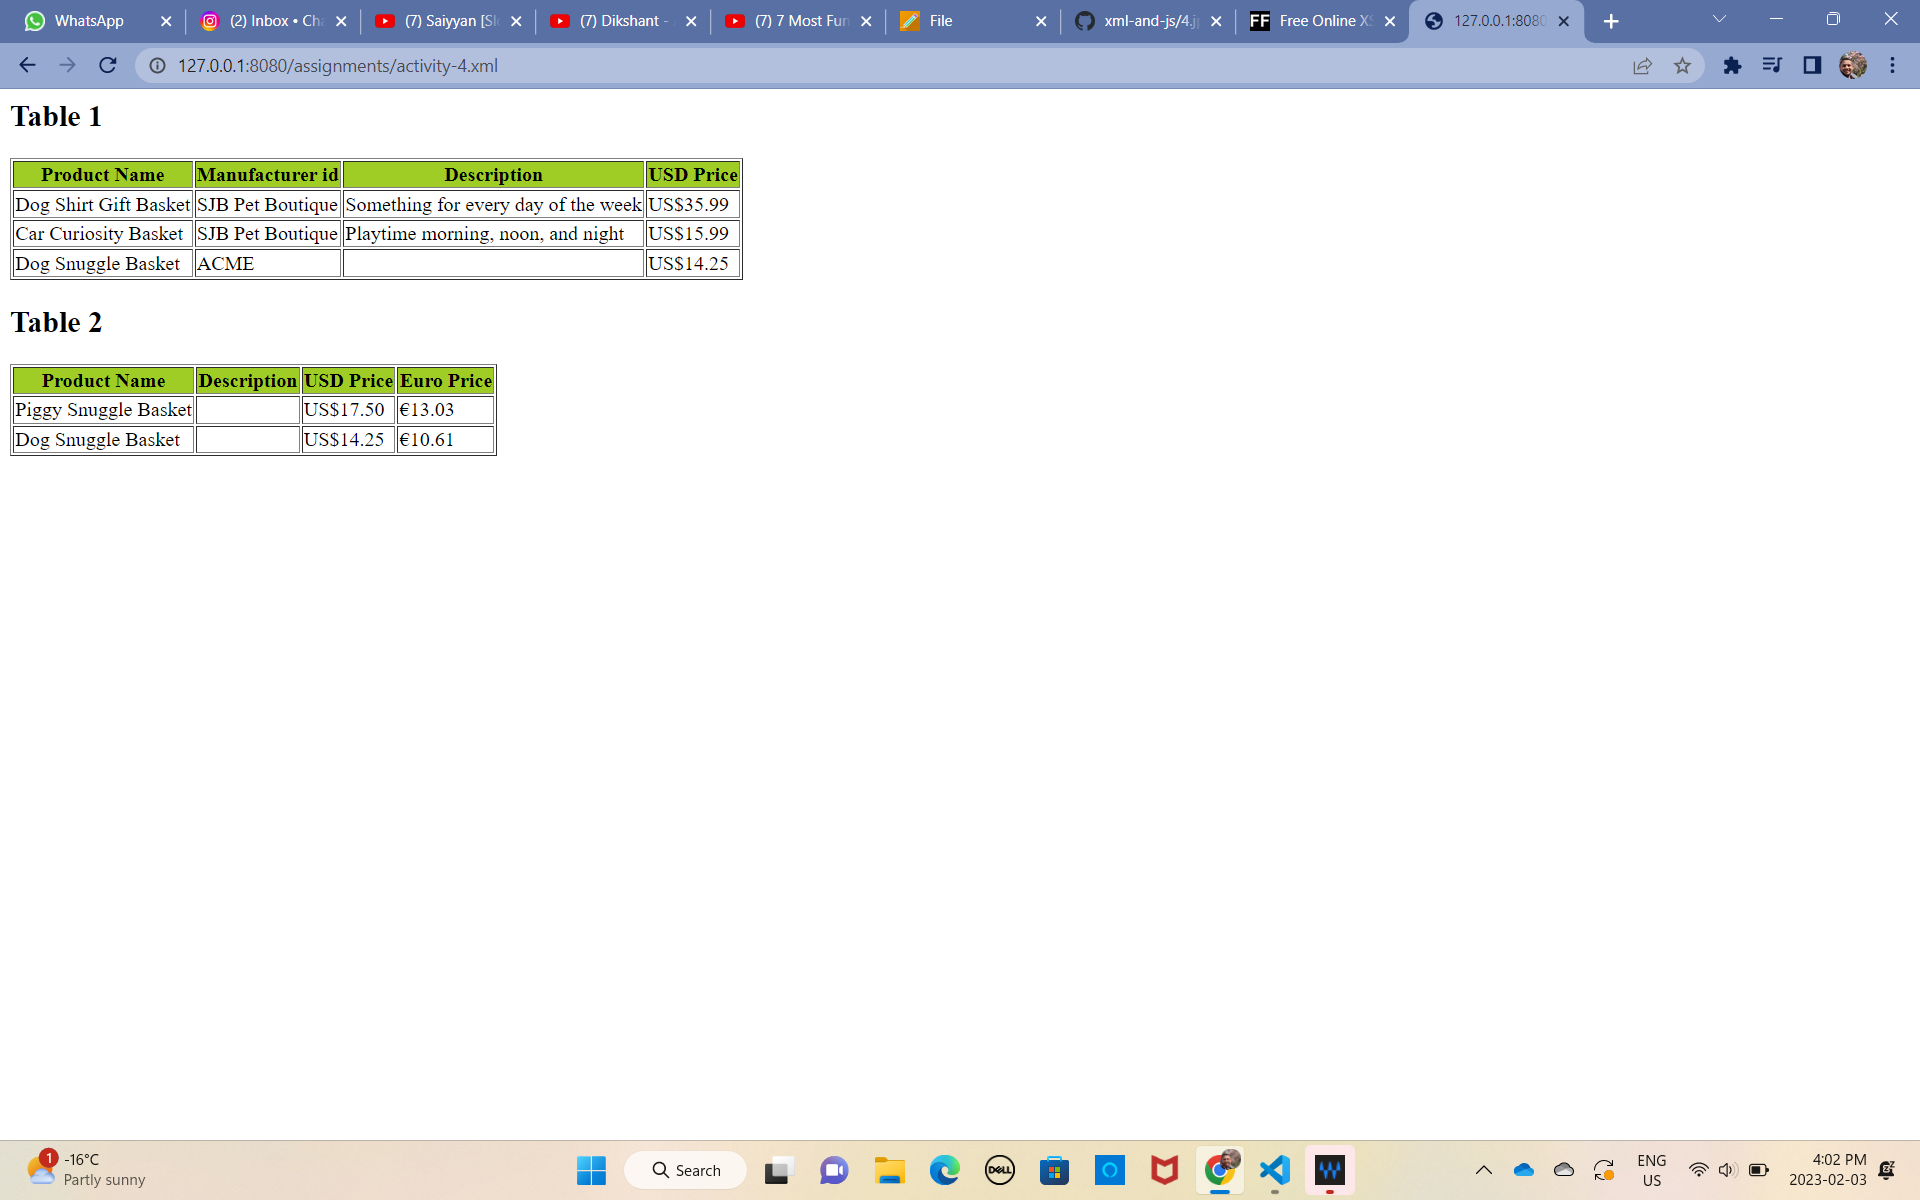 WhatsApp (2) Inbox • Cha (7) Saiyyan [Slo (7) Dikshant - (7) 7 Most Fun File xml-and-js/4.j FF Free Online XS 127.0.0.1:8080
127.0.0.1:8080/assignments/activity-4.xml
Table 1
Product Name Manufacturer id Description USD Price
Dog Shirt Gift Basket SJB Pet Boutique Something for every day of the week US$35.99
Car Curiosity Basket SJB Pet Boutique Playtime morning, noon, and night US$15.99
Dog Snuggle Basket ACME US$14.25
Table 2
Product Name Description USD Price Euro Price
Piggy Snuggle Basket US$17.50 €13.03
Dog Snuggle Basket US$14.25 €10.61
1 -16°C
Partly sunny
Search
DELL
ENG
US
4:02 PM
2023-02-03